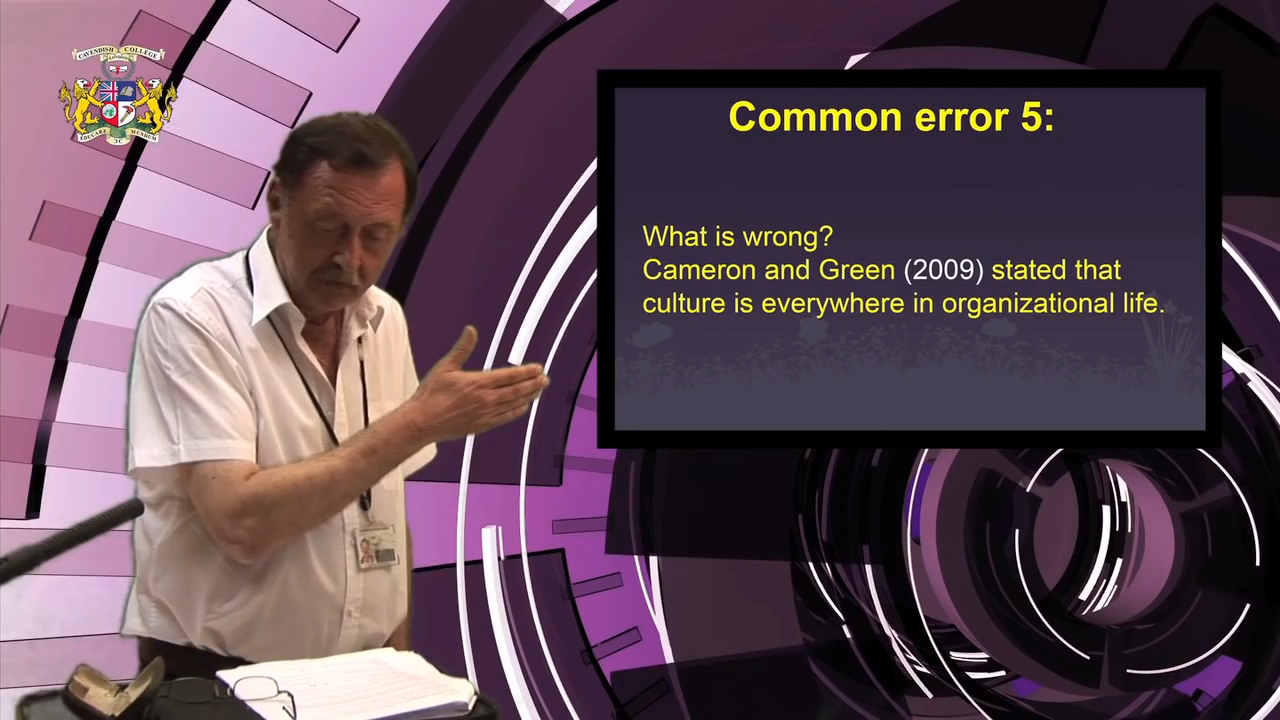 CAVENDISH COLLEGE
LONDON
EDUCARE MUNDUM
CC
Common error 5:
What is wrong?
Cameron and Green (2009) stated that
culture is everywhere in organizational life.